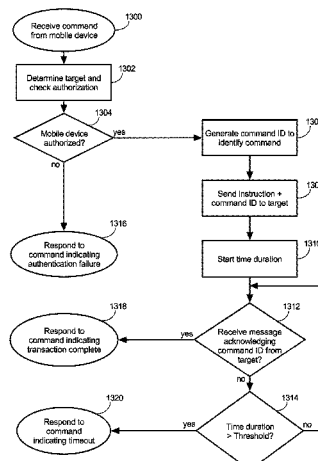 1300
Receive command
from mobile device
1302
Determine target and
check authorization
1304
Mobile device
authorized?
yes
no
130
Generate command ID to
identify command
130
Send Instruction +
command ID to target
1310
Start time duration
1316
Respond to
command indicating
authentication failure
1318
Respond to
command indicating
transaction complete
yes
1312
Receive message
acknowledging
command ID from
target?
no
1320
Respond to
command
indicating timeout
yes
1314
Time duration
> Threshold?
no